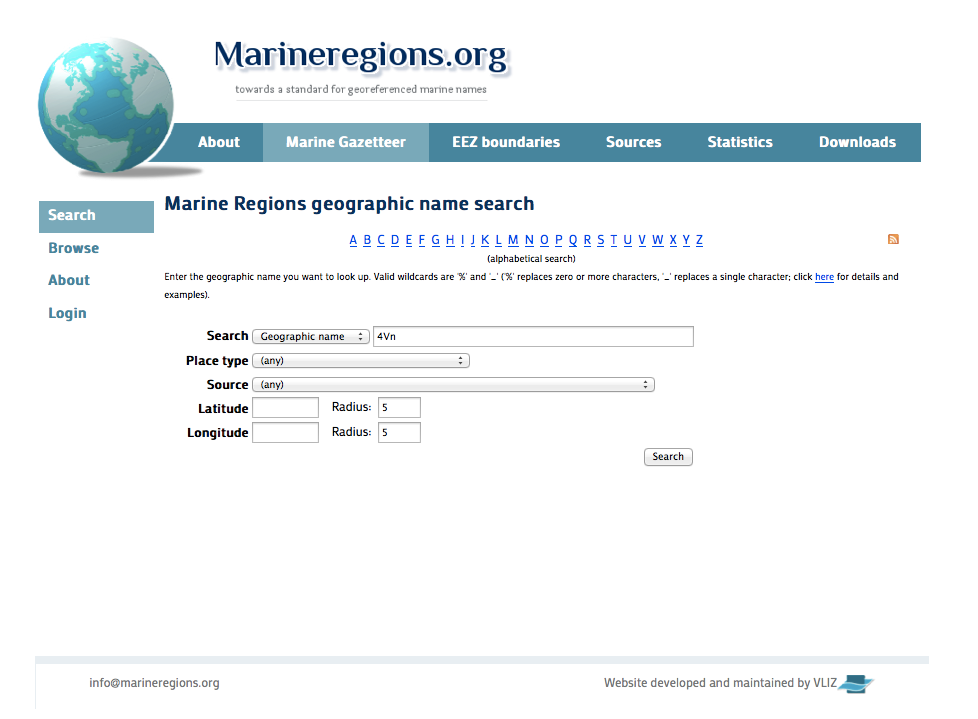 Marineregions.org
towards a standard for georeferenced marine names
About Marine Gazetteer EEZ boundaries Sources Statistics Downloads
Search
Browse
About
Login
Marine Regions geographic name search
A B C D E F G H I J K L M N O P Q R S T U V W X Y Z
(alphabetical search)
Enter the geographic name you want to look up. Valid wildcards are '%' and '_' ('%' replaces zero or more characters, '_' replaces a single character; click here for details and
examples).
Search Geographic name 4Vn
Place type (any)
Source (any)
Latitude Radius: 5
Longitude Radius: 5
Search
info@marineregions.org Website developed and maintained by VLIZ